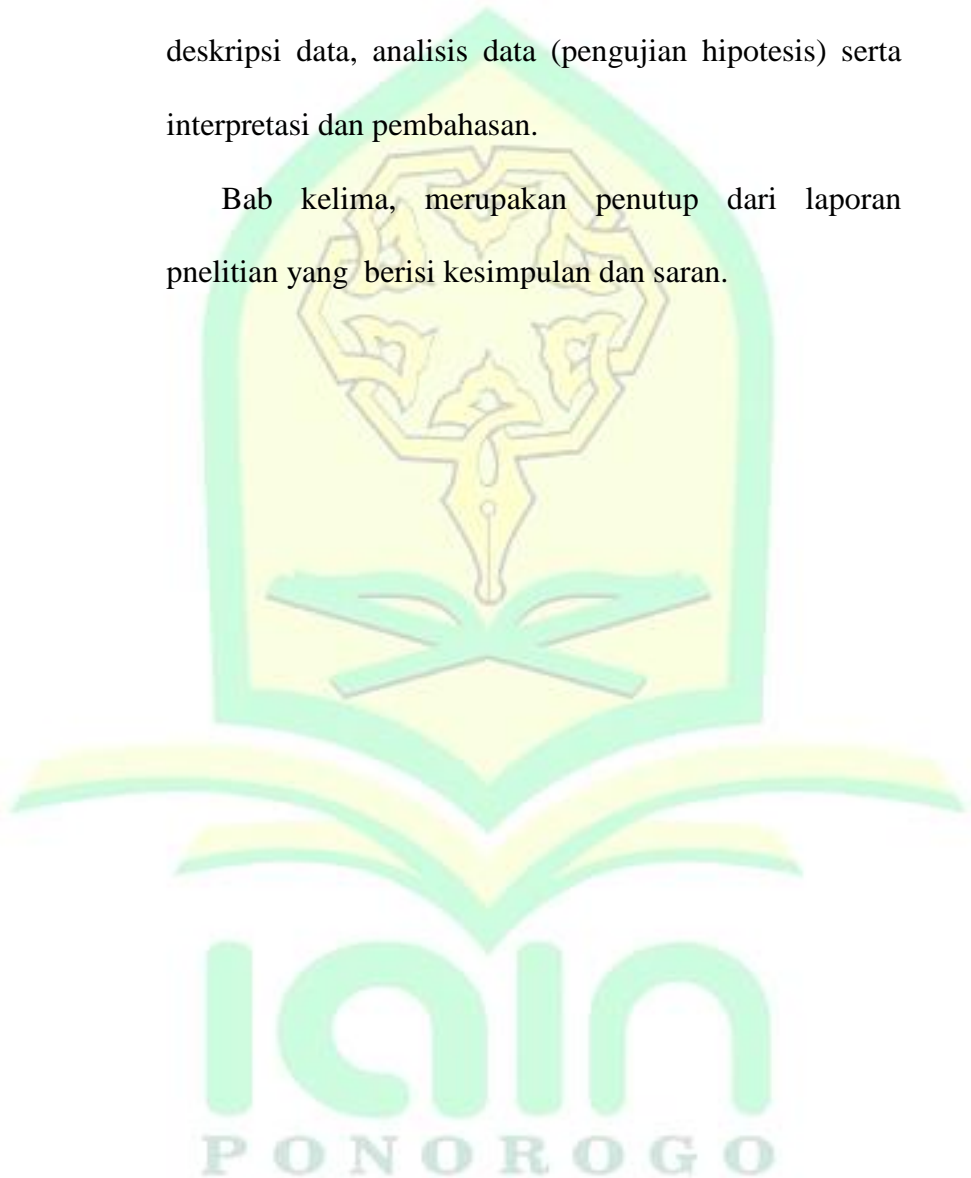 deskripsi data, analisis data (pengujian hipotesis) serta
interpretasi dan pembahasan.
Bab kelima, merupakan penutup dari laporan
pnelitian yang berisi kesimpulan dan saran.
iain
PONOROGO